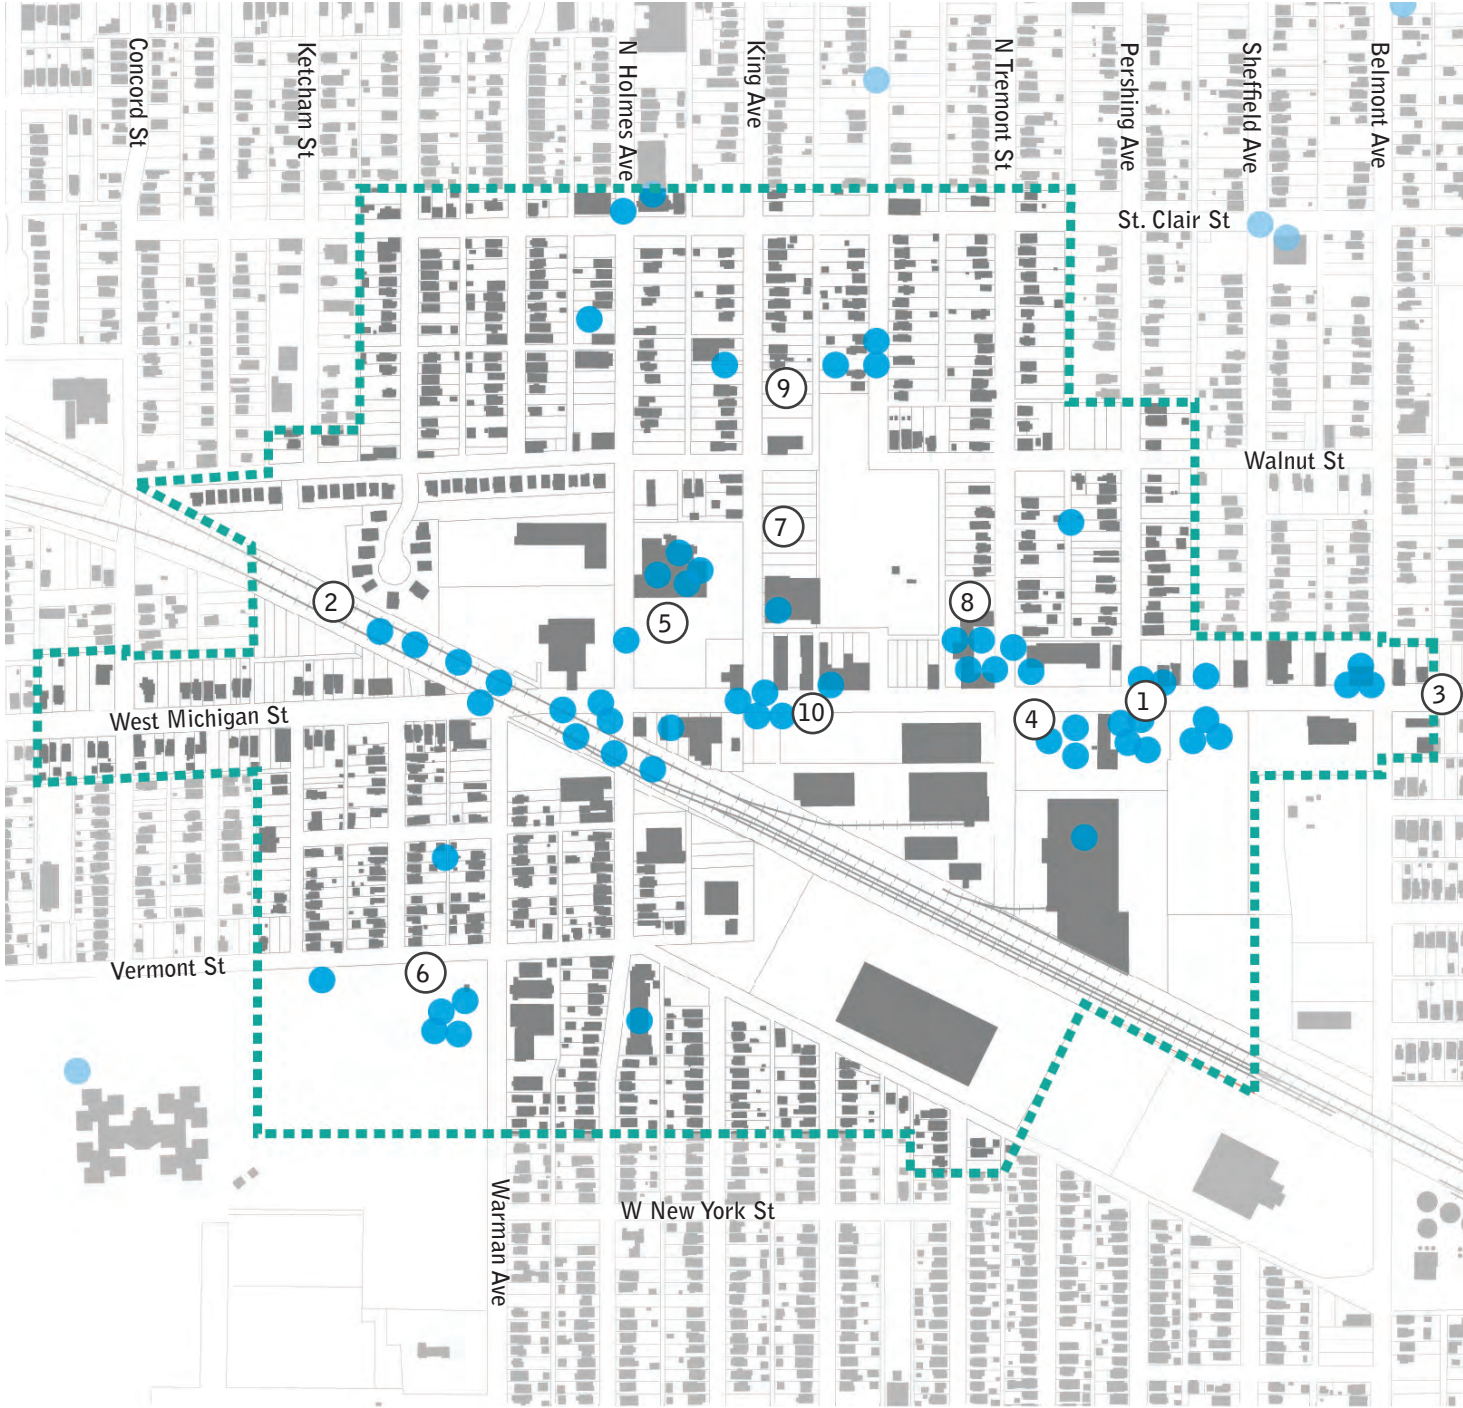 Concord St
Ketcham St
N Holmes Ave
King Ave
N Tremont St
Pershing Ave
Sheffield Ave
Belmont Ave
St. Clair St
9
Walnut St
7
2
8
5
3
1
10
4
West Michigan St
6
Vermont St
Warman Ave
W New York St